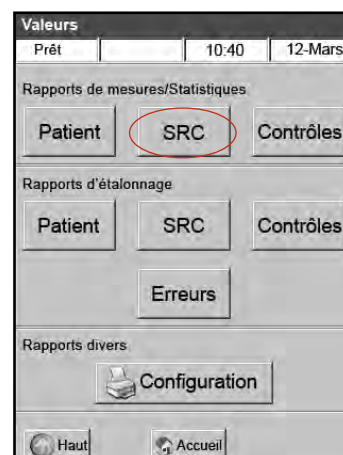 Valeurs
Prêt 10:40 12-Mars
Rapports de mesures/Statistiques
Patient SRC Contrôles
Rapports d'étalonnage
Patient SRC Contrôles
Erreurs
Rapports divers
Configuration
Haut Accueil